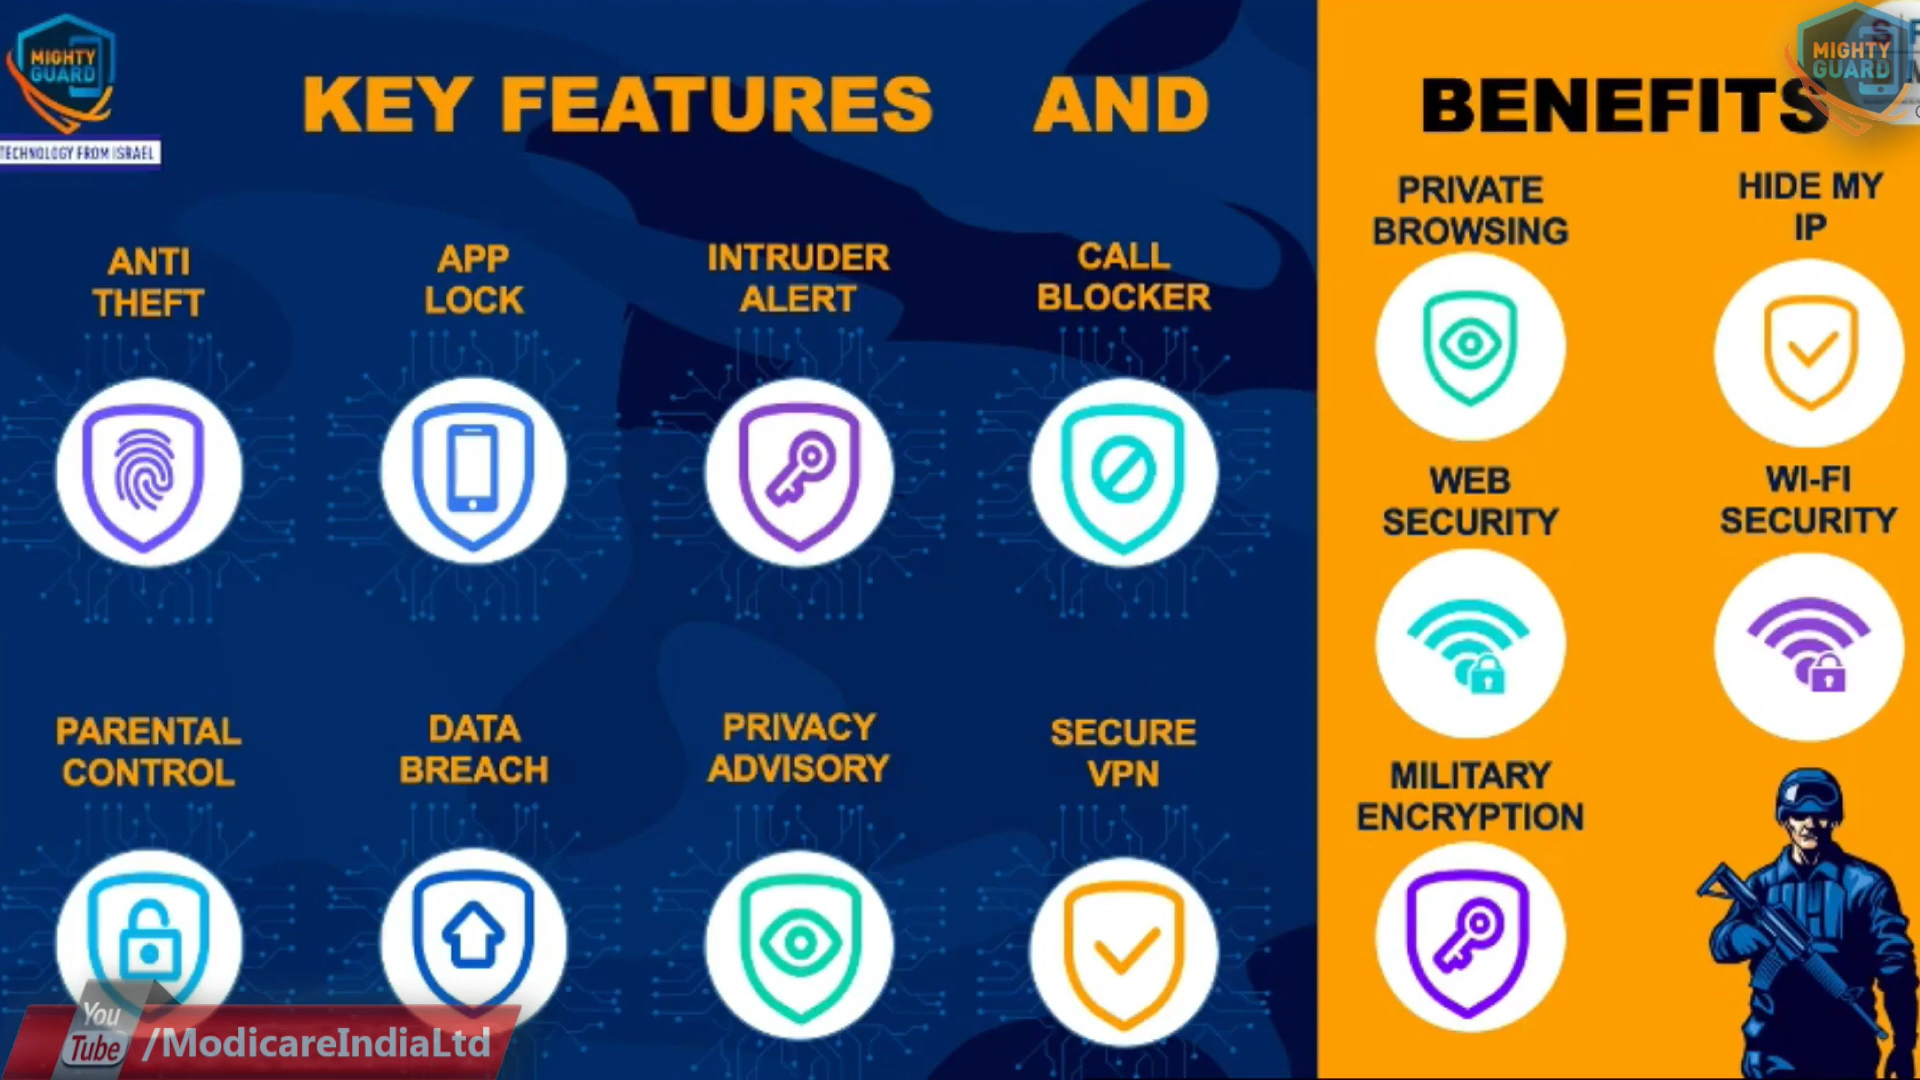 MIGHTY
GUARD
TECHNOLOGY FROM ISRAEL
KEY FEATURES AND
BENEFITS
MIGHTY
GUARD
ANTI
THEFT
APP
LOCK
INTRUDER
ALERT
CALL
BLOCKER
PARENTAL
CONTROL
DATA
BREACH
PRIVACY
ADVISORY
SECURE
VPN
PRIVATE
BROWSING
HIDE MY
IP
WEB
SECURITY
WI-FI
SECURITY
MILITARY
ENCRYPTION
You
Tube
/ModicareIndiaLtd